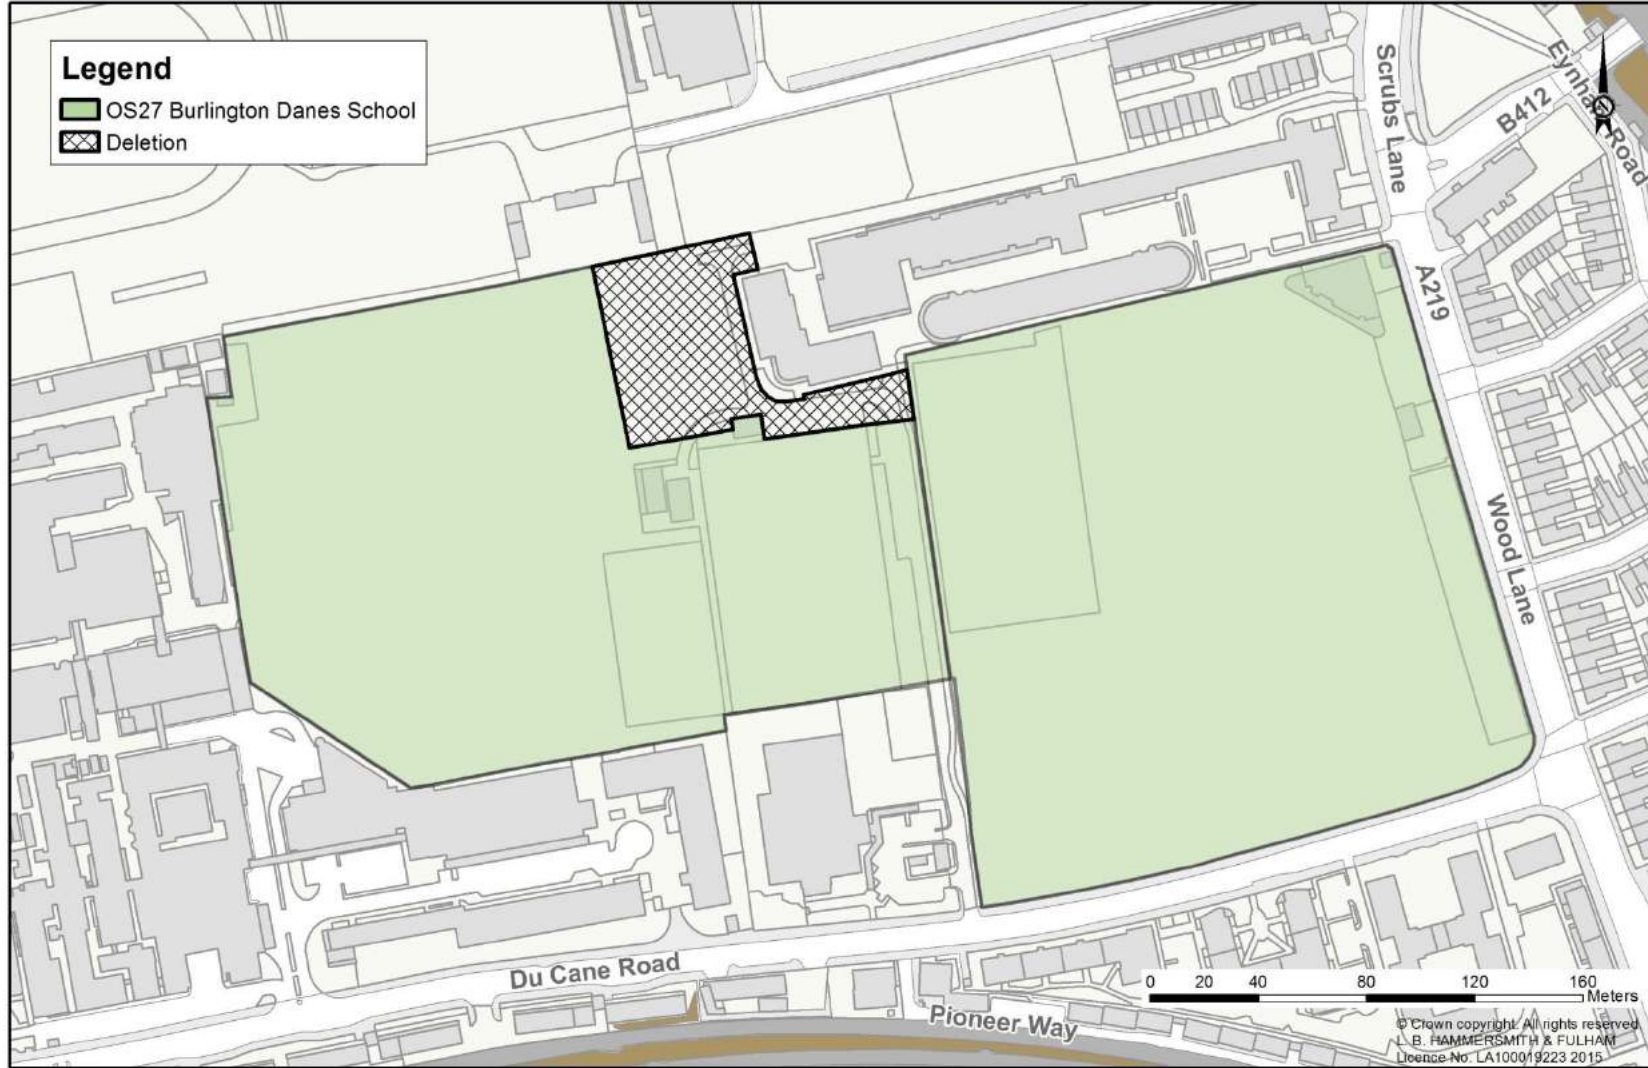 Legend
OS27 Burlington Danes School
Deletion
Scrubs Lane
Eynham Road
B412
A219
Wood Lane
Du Cane Road
Pioneer Way
0 20 40 80 120 160
Meters
© Crown copyright. All rights reserved
L. B. HAMMERSMITH & FULHAM
Licence No. LA100019223 2015